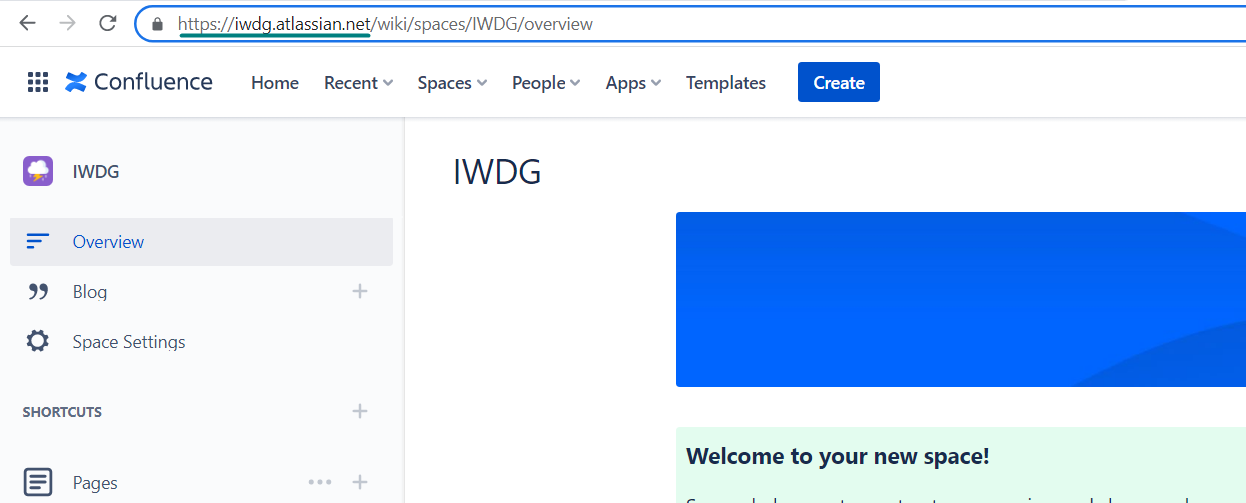 https://iwdg.atlassian.net/wiki/spaces/IWDG/overview
Confluence Home Recent Spaces People Apps Templates Create
IWDG
IWDG
Overview
Blog
Space Settings
SHORTCUTS
Welcome to your new space!
Pages